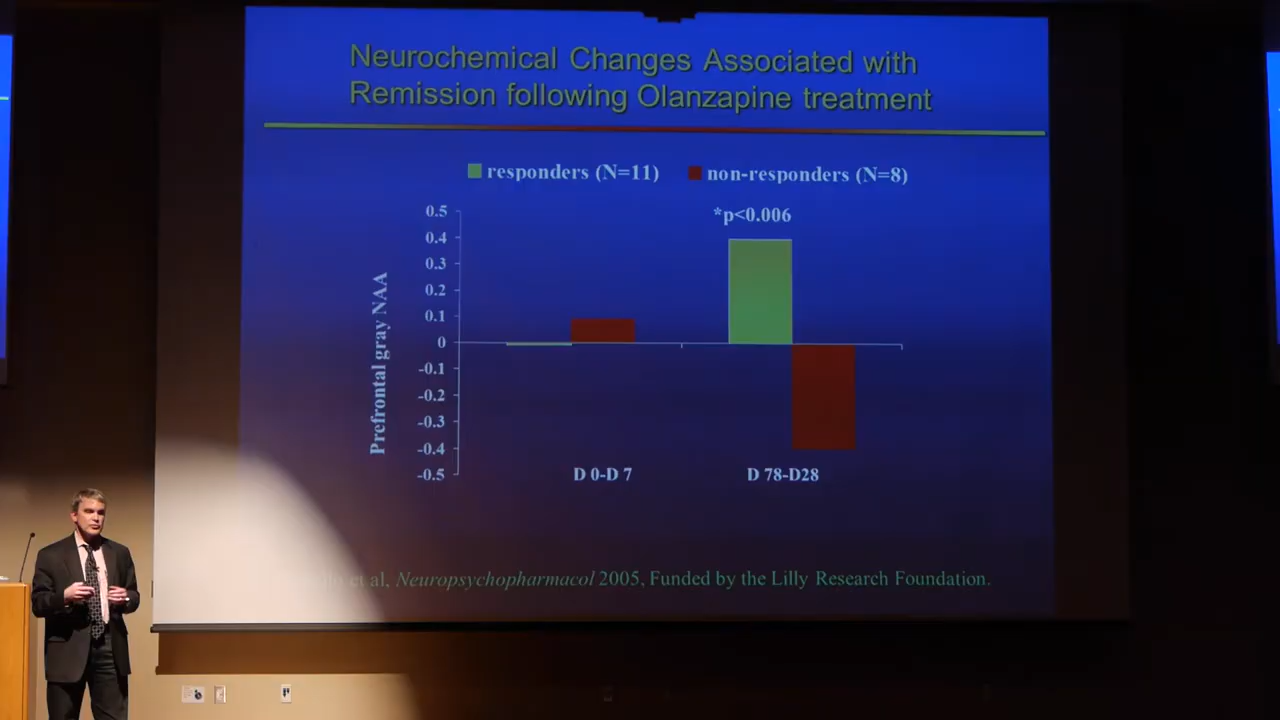 Neurochemical Changes Associated with
Remission following Olanzapine treatment
responders (N=11) non-responders (N=8)
*p<0.006
0.5
0.4
0.3
0.2
0.1
0
-0.1
-0.2
-0.3
-0.4
-0.5
Prefrontal gray NAA
D 0-D 7 D 78-D28
et al, Neuropsychopharmacol 2005, Funded by the Lilly Research Foundation.